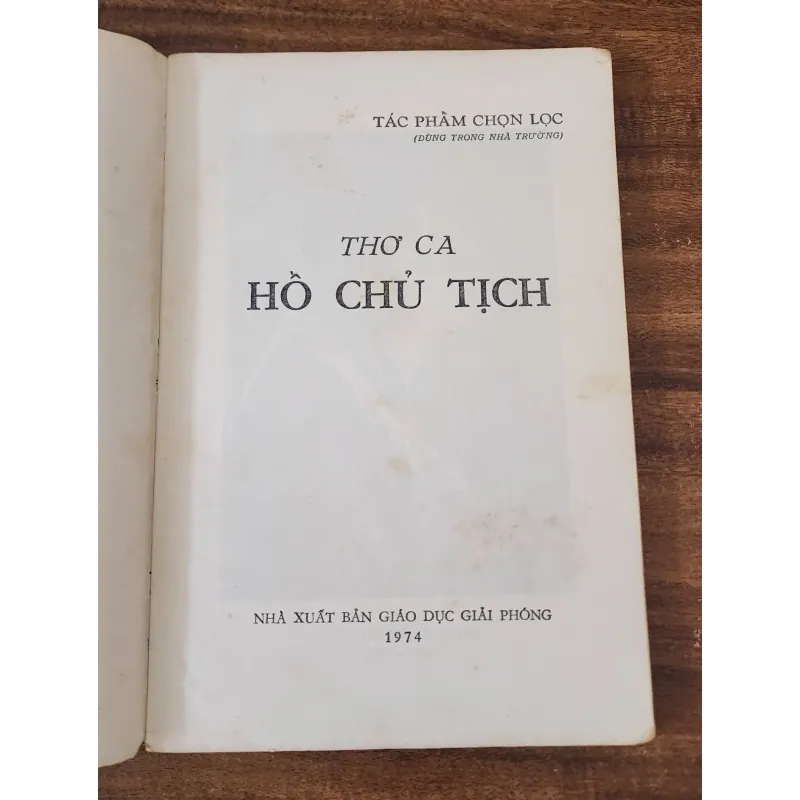 TÁC PHẨM CHỌN LỌC
(DÙNG TRONG NHÀ TRƯỜNG)
THƠ CA
HỒ CHỦ TỊCH
NHÀ XUẤT BẢN GIÁO DỤC GIẢI PHÓNG
1974